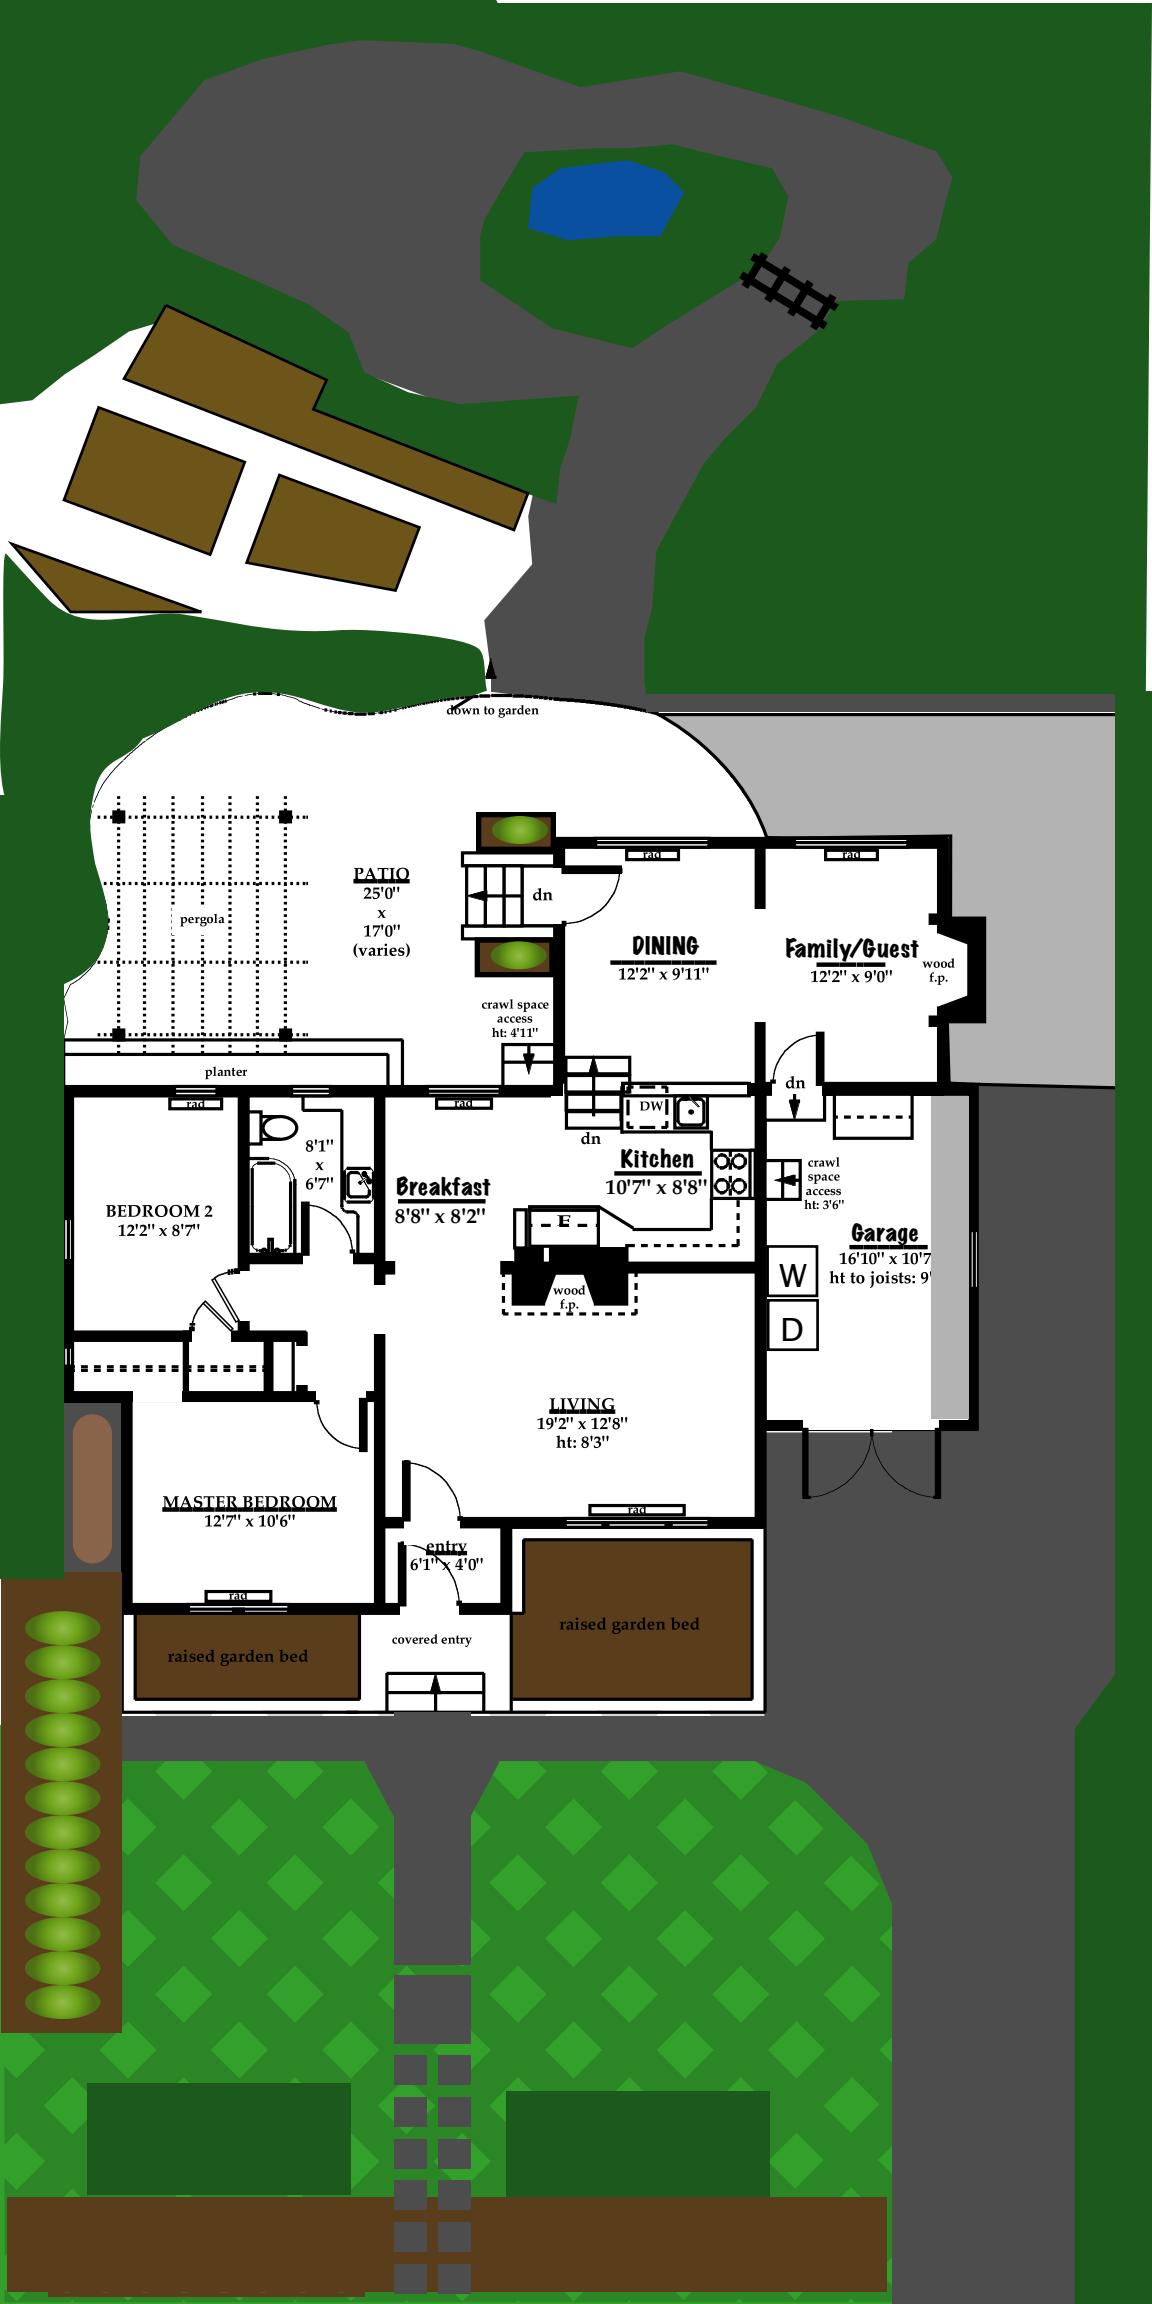 down to garden
PATIO
25'0"
x
17'0"
(varies)
pergola
dn
rad
rad
DINING
12'2" x 9'11"
Family/Guest
12'2" x 9'0"
wood
f.p.
crawl space
access
ht: 4'11"
planter
rad
rad
dn
DW
dn
8'1"
x
6'7"
Kitchen
10'7" x 8'8"
Breakfast
8'8" x 8'2"
crawl
space
access
ht: 3'6"
BEDROOM 2
12'2" x 8'7"
F
Garage
16'10" x 10'7
ht to joists: 9'
W
D
wood
f.p.
LIVING
19'2" x 12'8"
ht: 8'3"
MASTER BEDROOM
12'7" x 10'6"
rad
entry
6'1" x 4'0"
rad
covered entry
raised garden bed
raised garden bed